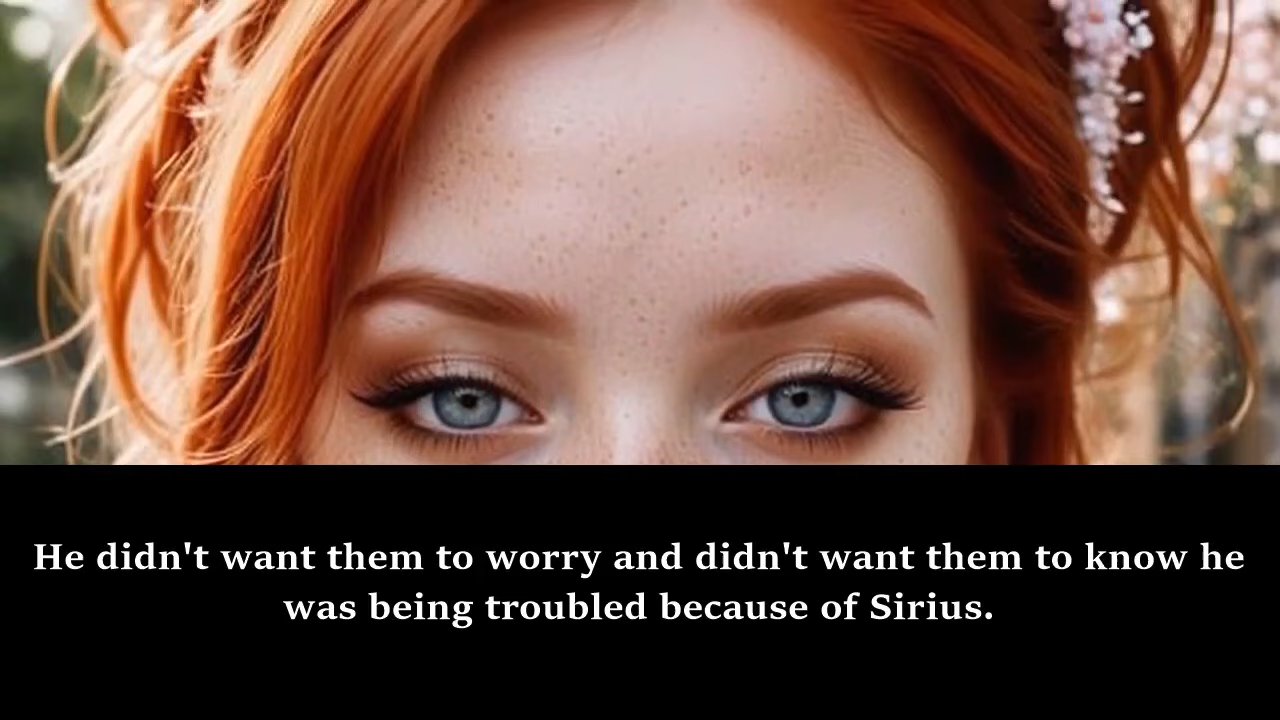 He didn't want them to worry and didn't want them to know he
was being troubled because of Sirius.